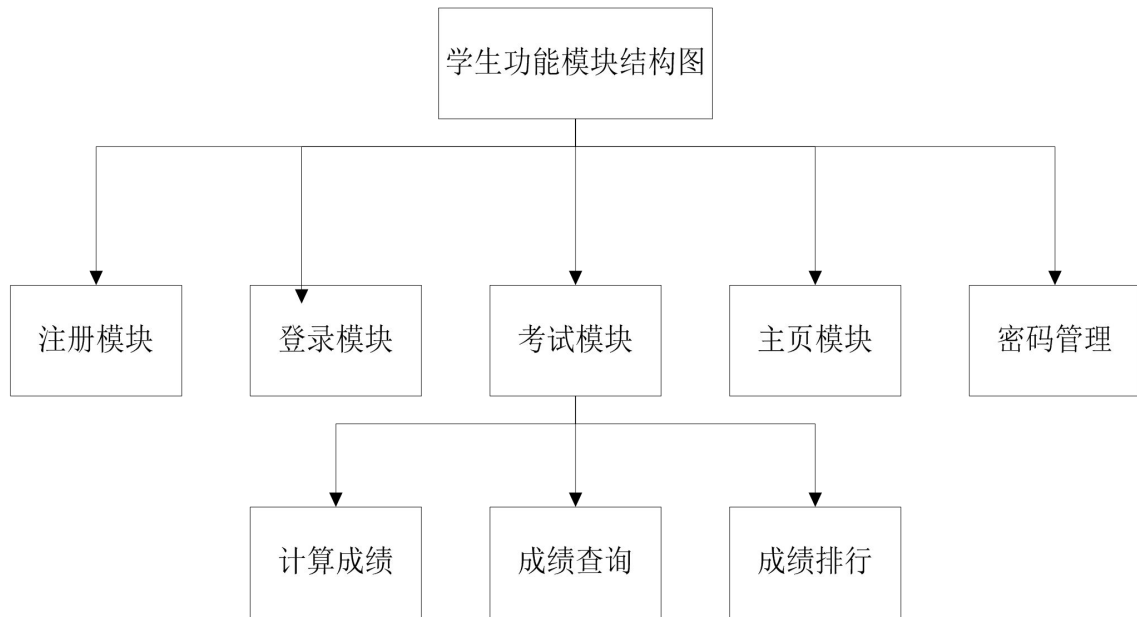 学生功能模块结构图
注册模块
登录模块
考试模块
主页模块
密码管理
计算成绩
成绩查询
成绩排行